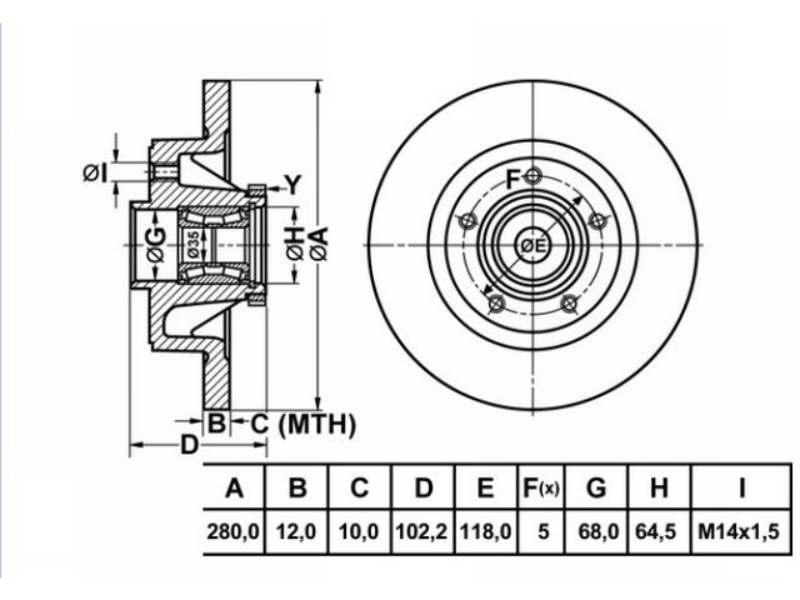 ØI
Y
F
ØG
Ø35
ØH
ØA
ØE
B
C (MTH)
D
A B C D E F(x) G H I
280,0 12,0 10,0 102,2 118,0 5 68,0 64,5 M14x1,5